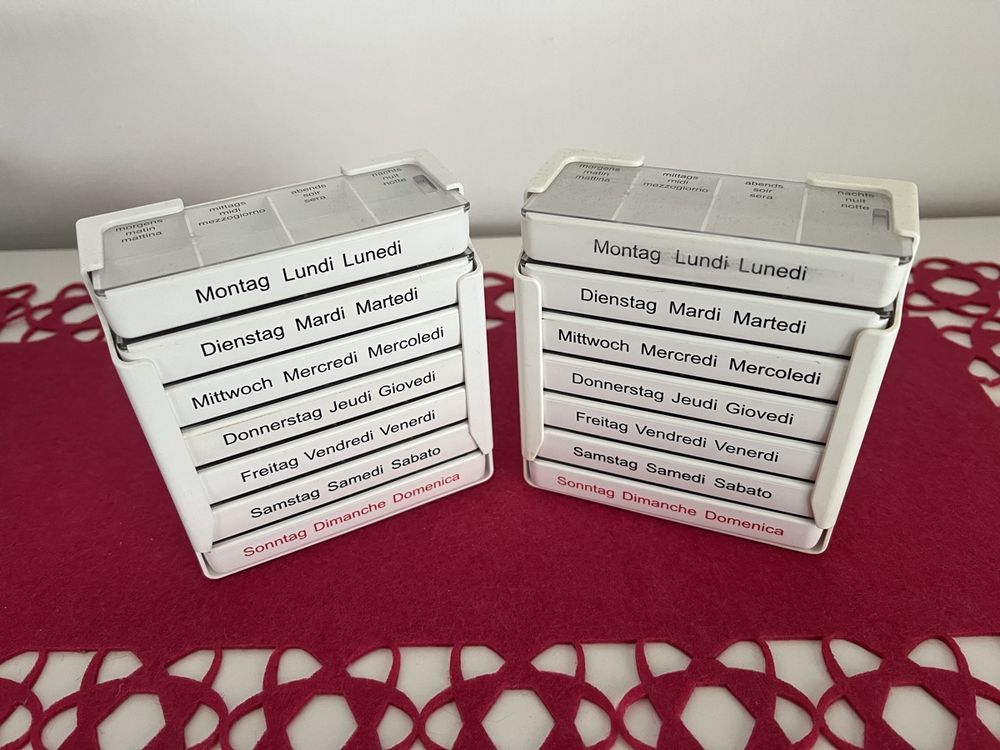 morgens
matin
mattina
mittags
midi
mezzogiorno
abends
soir
sera
nachts
nuit
notte
Montag Lundi Lunedi
Dienstag Mardi Martedi
Mittwoch Mercredi Mercoledi
Donnerstag Jeudi Giovedi
Freitag Vendredi Venerdi
Samstag Samedi Sabato
Sonntag Dimanche Domenica
morgens
matin
mattina
mittags
midi
mezzogiorno
abends
soir
sera
nachts
nuit
notte
Montag Lundi Lunedi
Dienstag Mardi Martedi
Mittwoch Mercredi Mercoledi
Donnerstag Jeudi Giovedi
Freitag Vendredi Venerdi
Samstag Samedi Sabato
Sonntag Dimanche Domenica